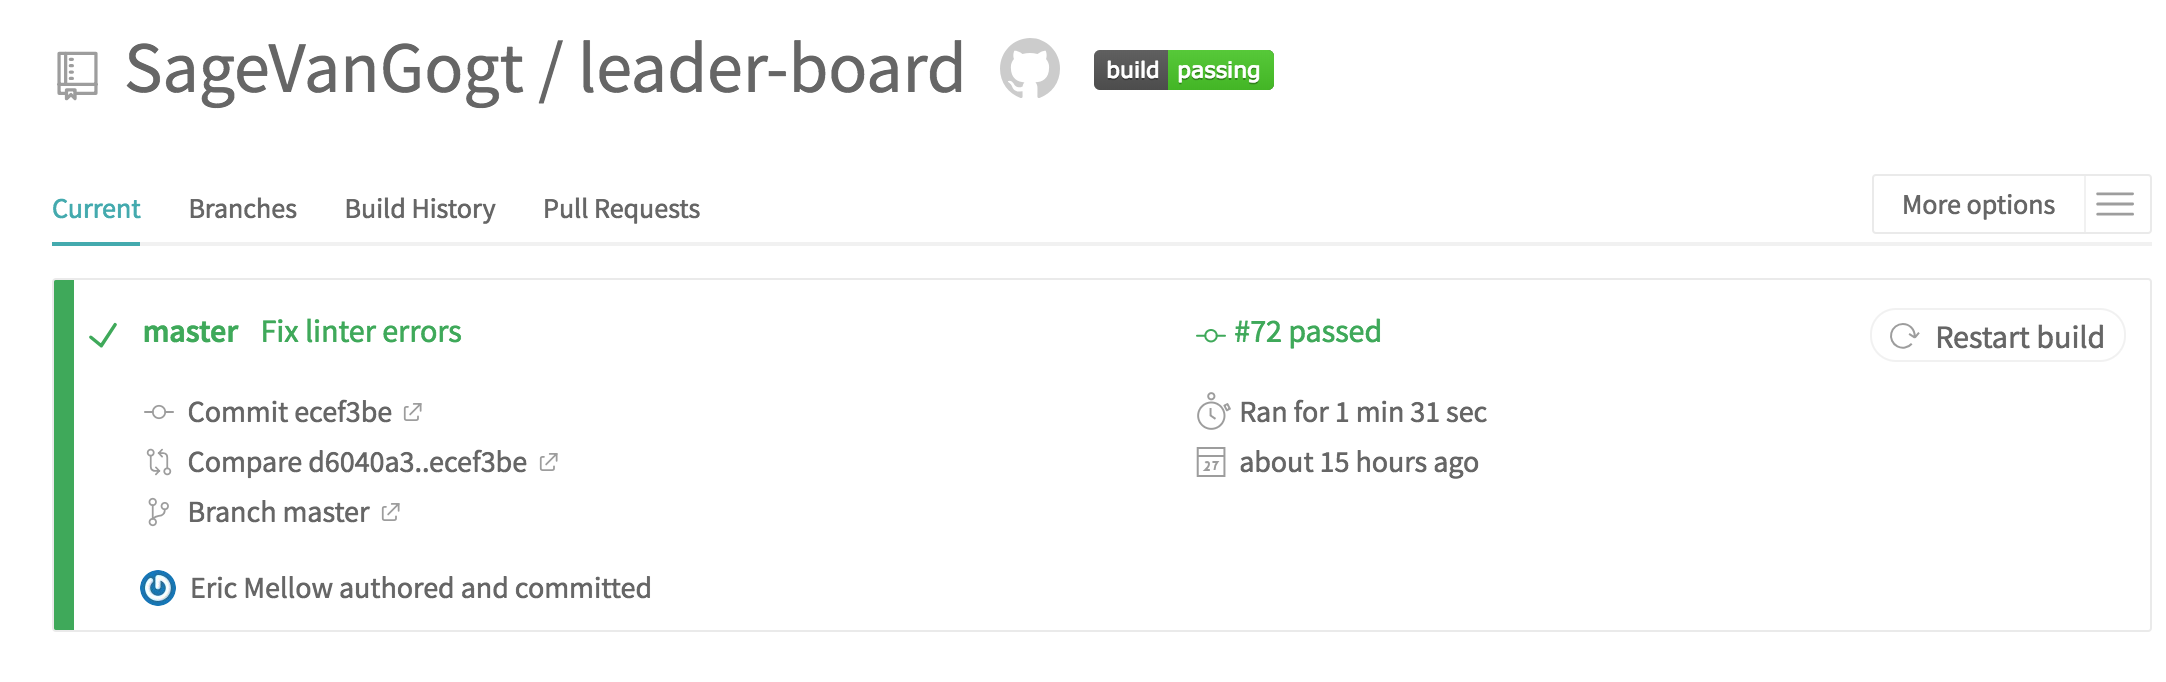 SageVanGogt / leader-board
build passing
Current Branches Build History Pull Requests
More options
master Fix linter errors
#72 passed
Restart build
Commit ecef3be
Ran for 1 min 31 sec
Compare d6040a3..ecef3be
27 about 15 hours ago
Branch master
Eric Mellow authored and committed